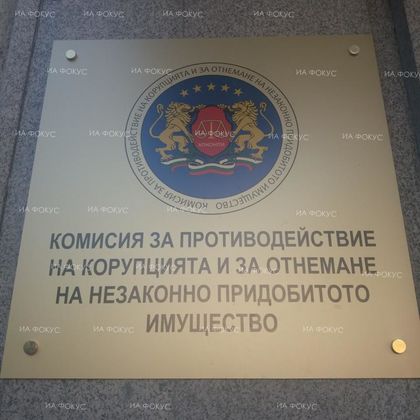 КОМИСИЯ ЗА ПРОТИВОДЕЙСТВИЕ НА КОРУПЦИЯТА И ЗА ОТНЕМАНЕ НА НЕЗАКОННО ПРИДОБИТОТО ИМУЩЕСТВО
КПКОНПИ
КОМИСИЯ ЗА ПРОТИВОДЕЙСТВИЕ
НА КОРУПЦИЯТА И ЗА ОТНЕМАНЕ
НА НЕЗАКОННО ПРИДОБИТОТО
ИМУЩЕСТВО
ИА ФОКУС